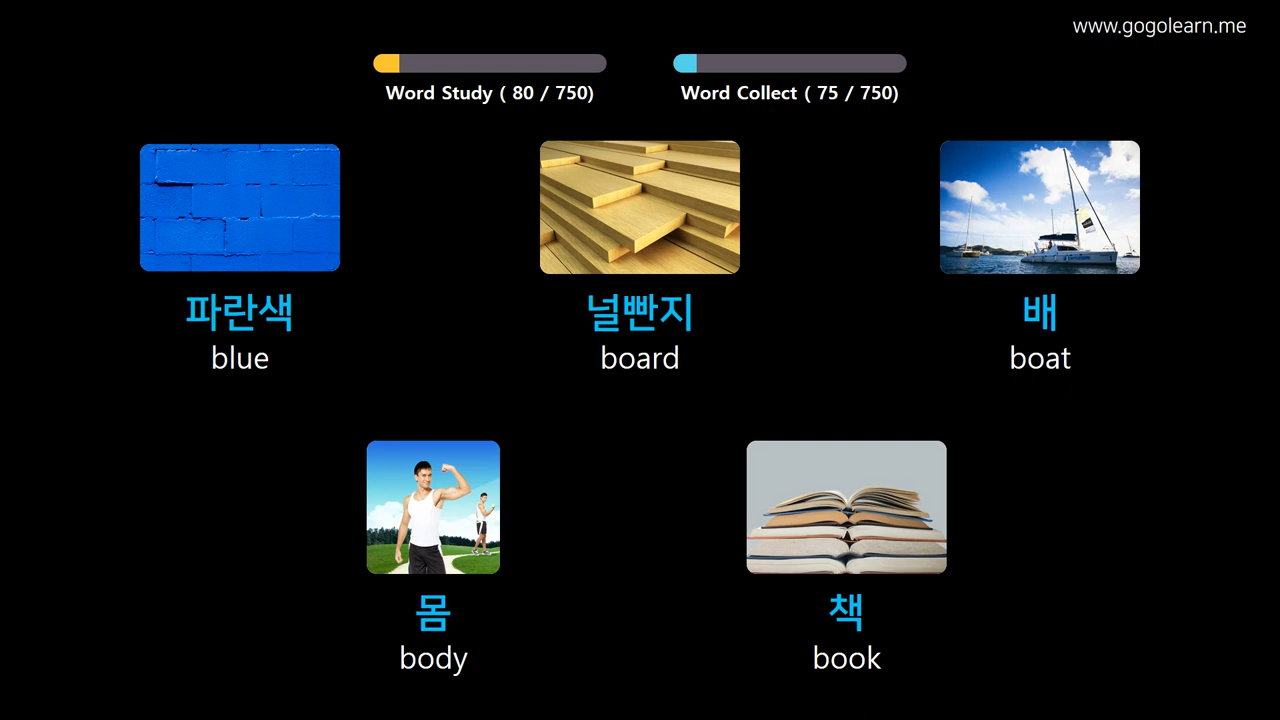 www.gogolearn.me
Word Study ( 80 / 750)
Word Collect ( 75 / 750)
파란색
blue
널빤지
board
배
boat
몸
body
책
book